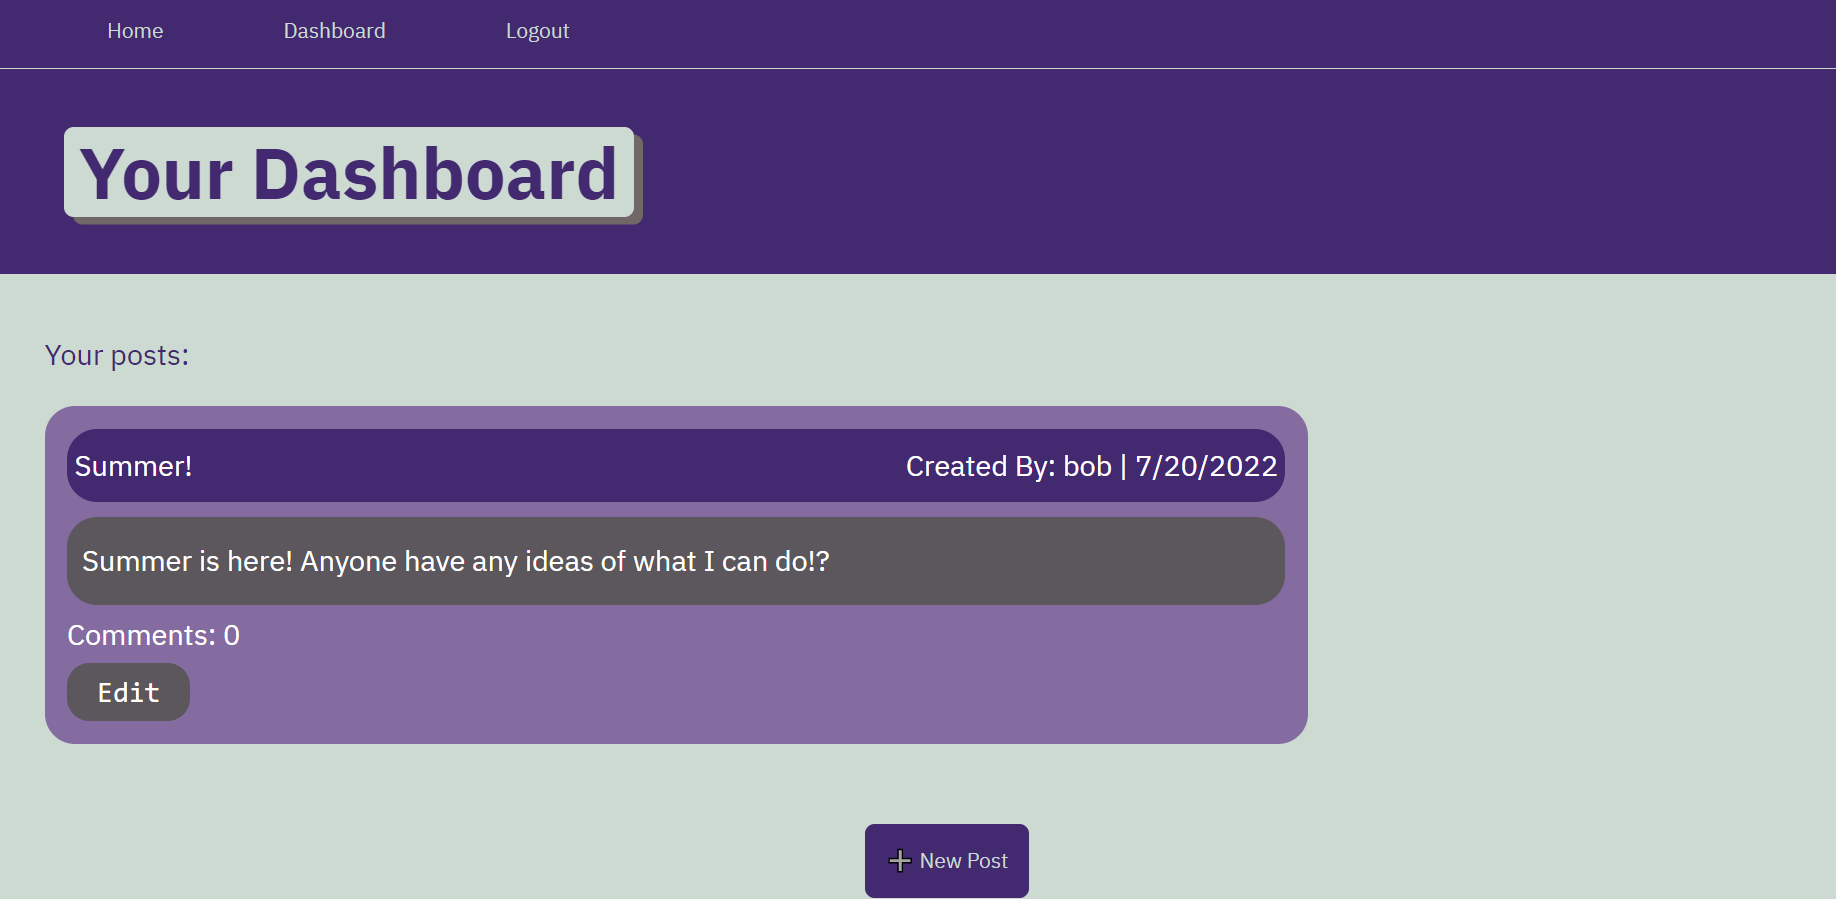 Home Dashboard Logout
Your Dashboard
Your posts:
Summer! Created By: bob | 7/20/2022
Summer is here! Anyone have any ideas of what I can do!?
Comments: 0
Edit
➕ New Post